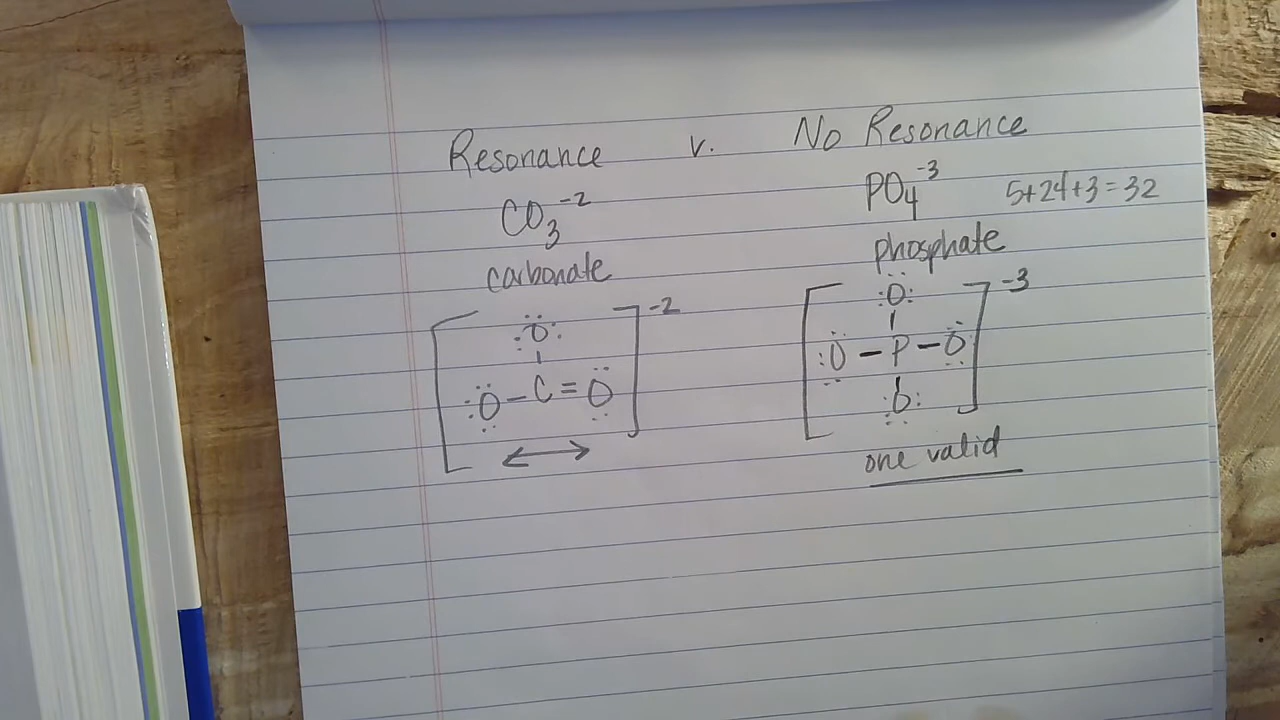 Resonance v. No Resonance
CO3-2
PO4-3 5+24+3=32
carbonate
phosphate
-2
-3
O
O
O-C=O
O-P-O
O
one valid